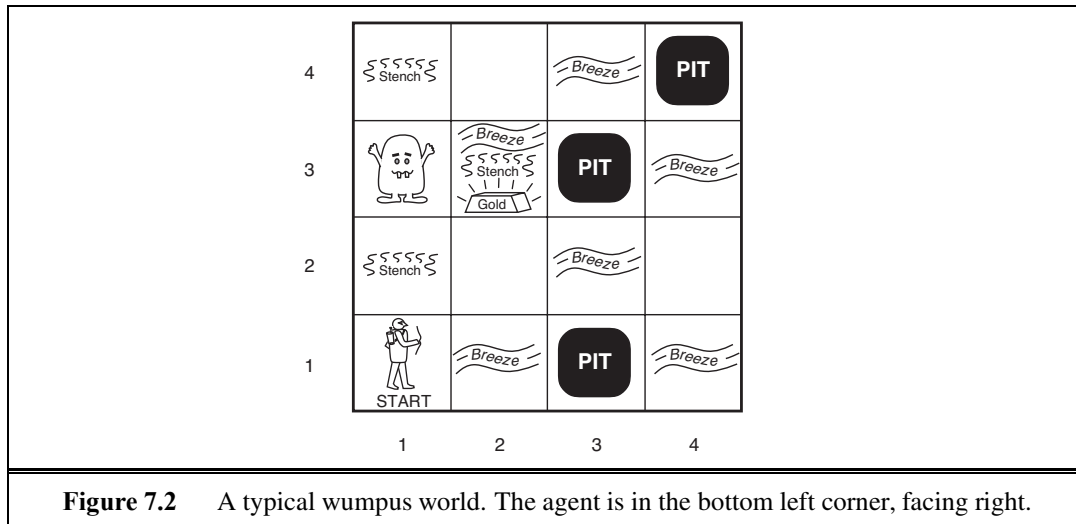 4
Stench
Breeze
PIT
3
Breeze
Stench
Gold
PIT
Breeze
2
Stench
Breeze
1
START
Breeze
PIT
Breeze
1 2 3 4
Figure 7.2 A typical wumpus world. The agent is in the bottom left corner, facing right.